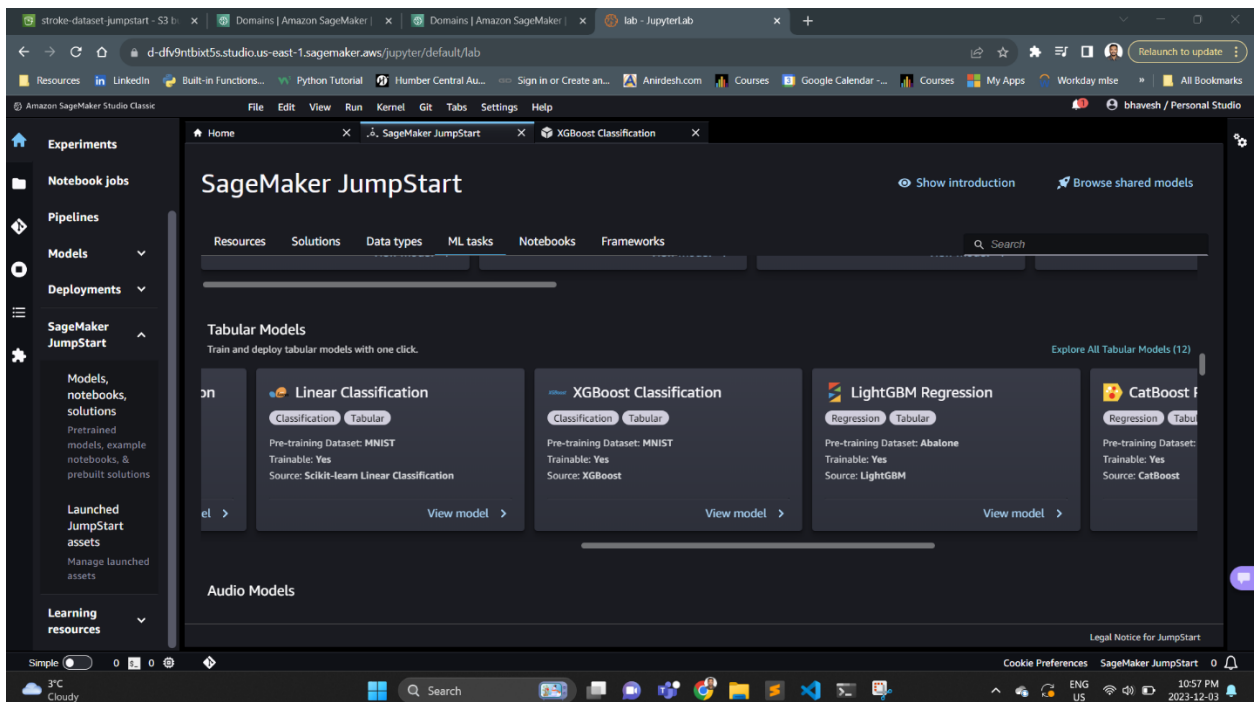 stroke-dataset-jumpstart - S3 b
Domains | Amazon SageMaker |
Domains | Amazon SageMaker |
lab - JupyterLab
d-dfv9ntbixt5s.studio.us-east-1.sagemaker.aws/jupyter/default/lab
Relaunch to update
Resources
LinkedIn
Built-in Functions...
Python Tutorial
Humber Central Au...
Sign in or Create an...
Anirdesh.com
Courses
Google Calendar -...
Courses
My Apps
Workday mlse
»
All Bookmarks
Amazon SageMaker Studio Classic
File Edit View Run Kernel Git Tabs Settings Help
bhavesh / Personal Studio
Home
SageMaker JumpStart
XGBoost Classification
Experiments
Notebook jobs
Pipelines
Models
Deployments
SageMaker
JumpStart
Models,
notebooks,
solutions
Pretrained
models, example
notebooks, &
prebuilt solutions
Launched
JumpStart
assets
Manage launched
assets
Learning
resources
SageMaker JumpStart
Show introduction
Browse shared models
Resources Solutions Data types ML tasks Notebooks Frameworks
Search
Tabular Models
Train and deploy tabular models with one click.
Explore All Tabular Models (12)
on
el >
Linear Classification
Classification Tabular
Pre-training Dataset: MNIST
Trainable: Yes
Source: Scikit-learn Linear Classification
View model >
XGBoost Classification
Classification Tabular
Pre-training Dataset: MNIST
Trainable: Yes
Source: XGBoost
View model >
LightGBM Regression
Regression Tabular
Pre-training Dataset: Abalone
Trainable: Yes
Source: LightGBM
View model >
CatBoost
Regression Tabul
Pre-training Dataset:
Trainable: Yes
Source: CatBoost
Audio Models
Legal Notice for JumpStart
Simple 0 0
Cookie Preferences SageMaker JumpStart 0
3°C
Cloudy
Search
ENG
US
10:57 PM
2023-12-03